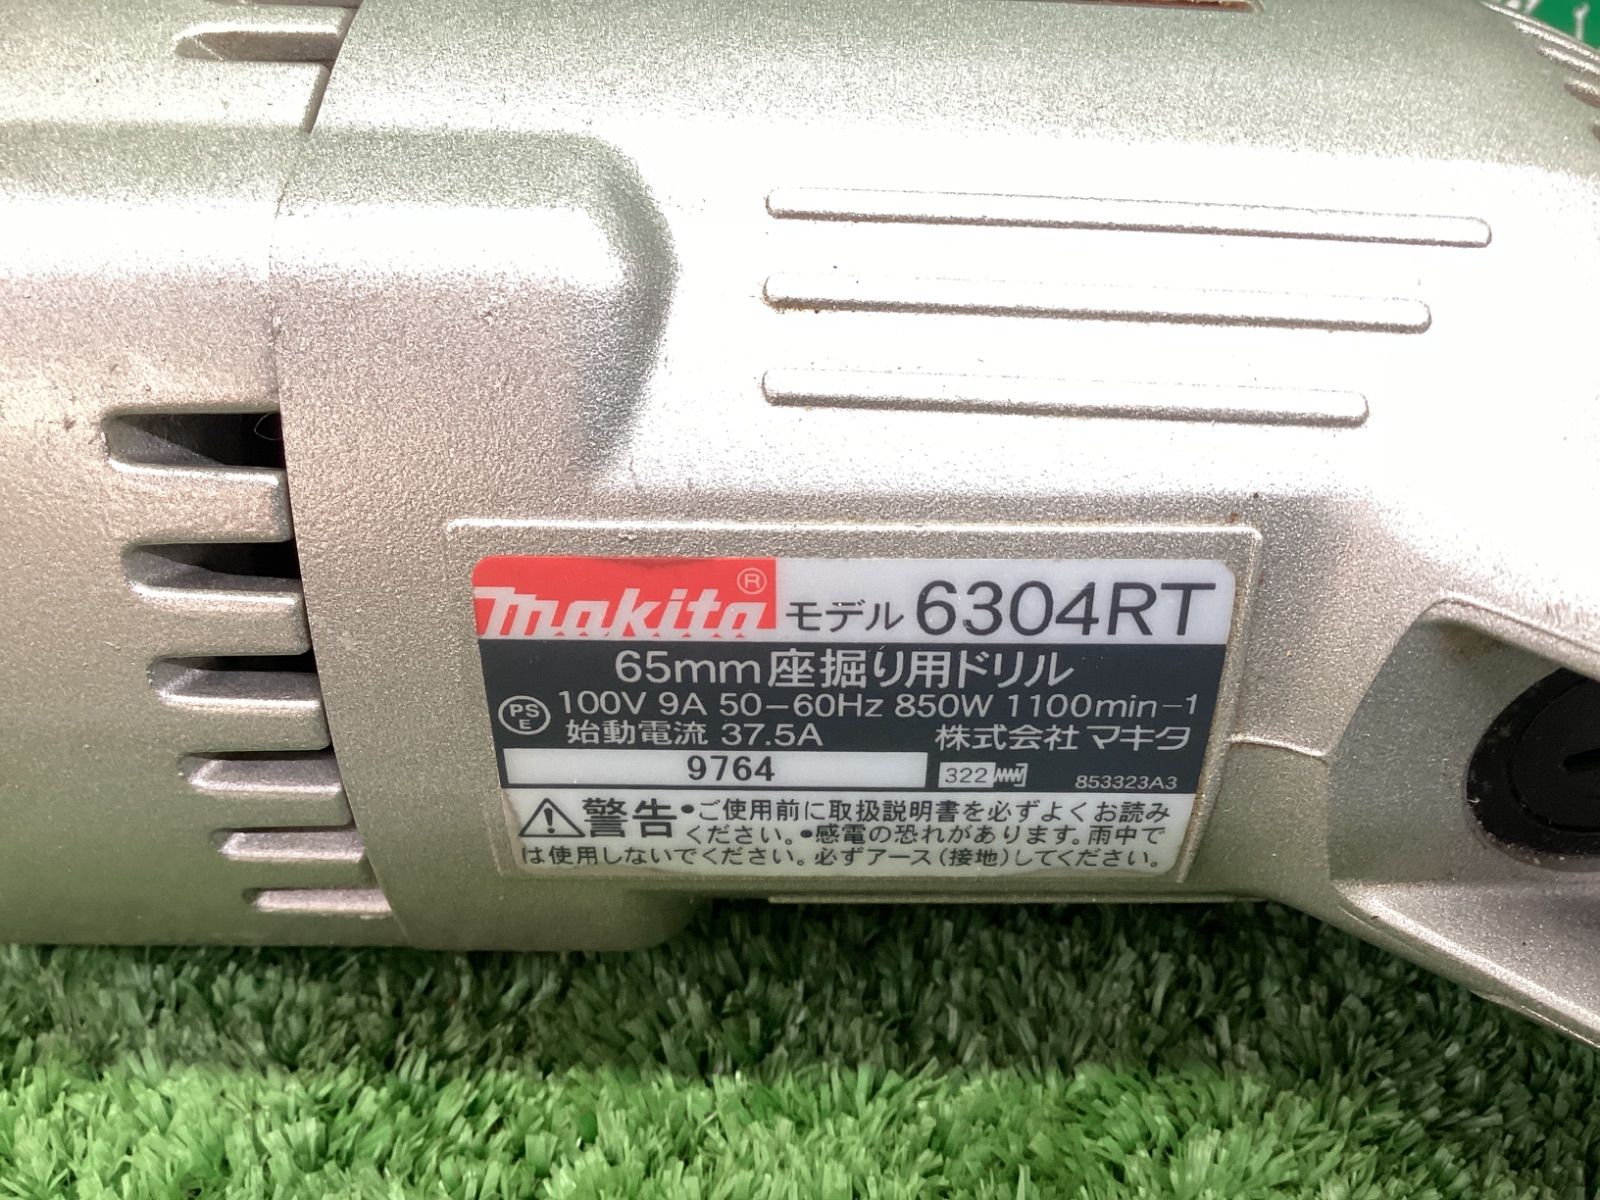 makita® モデル 6304RT
65mm座掘り用ドリル
PS E 100V 9A 50-60Hz 850W 1100min-1
始動電流 37.5A 株式会社 マキタ
9764 322 853323A3
警告 •ご使用前に取扱説明書を必ずよくお読み
ください。•感電の恐れがあります。雨中で
は使用しないでください。必ずアース(接地)してください。